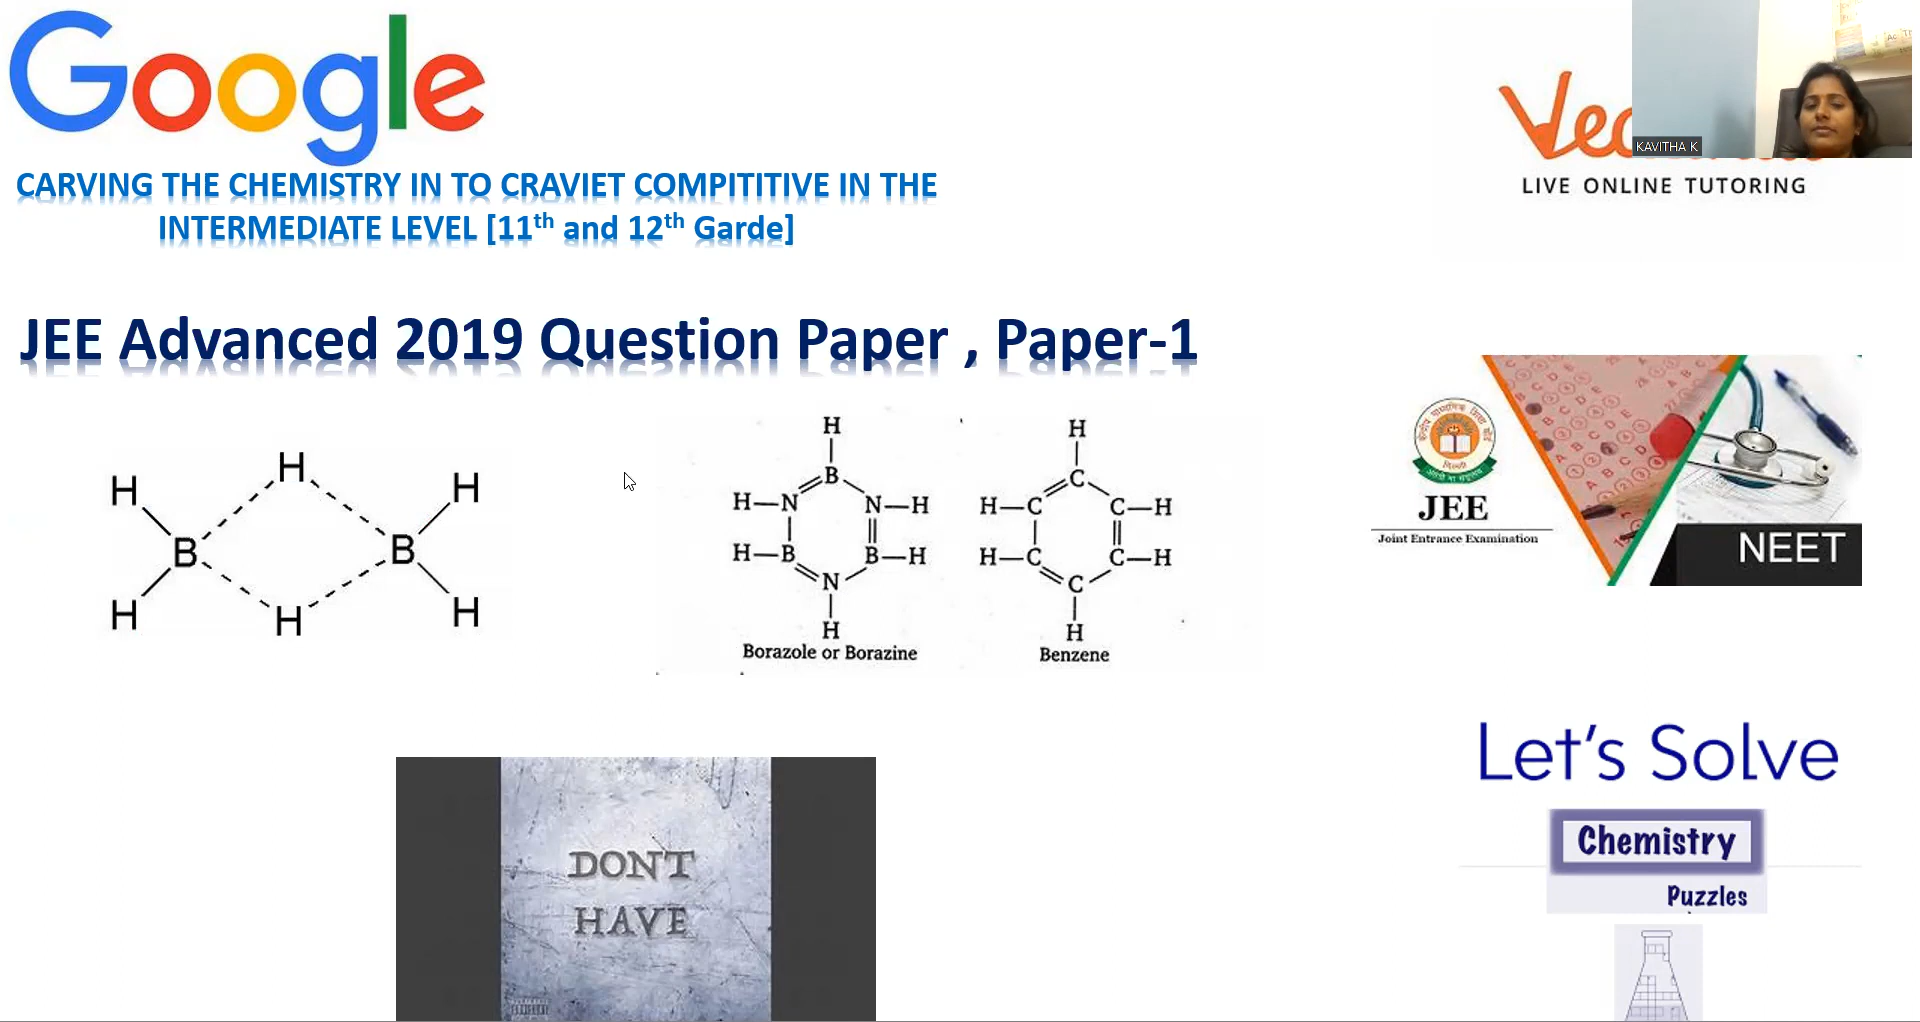 Google
CARVING THE CHEMISTRY IN TO CRAVIET COMPITITIVE IN THE
INTERMEDIATE LEVEL [11th and 12th Garde]
KAVITHA K
LIVE ONLINE TUTORING
JEE Advanced 2019 Question Paper , Paper-1
H
H
H
B
B
H
H
H
H
B
H
N
N
H
H
B
B
H
N
H
Borazole or Borazine
H
C
H
C
C
H
H
C
C
H
C
H
Benzene
JEE
Joint Entrance Examination
NEET
Let's Solve
Chemistry
Puzzles
DON'T
HAVE